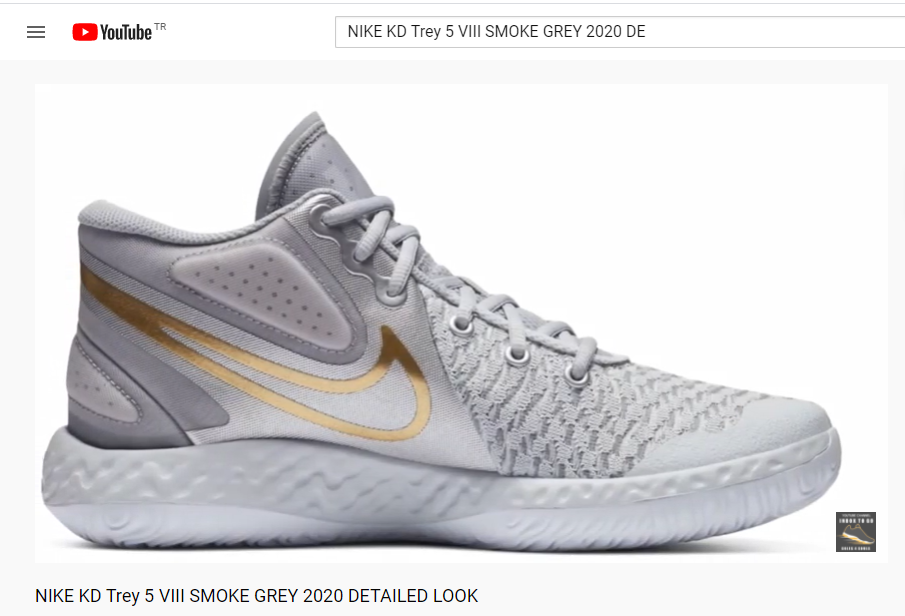 YouTube TR
NIKE KD Trey 5 VIII SMOKE GREY 2020 DE
NIKE KD Trey 5 VIII SMOKE GREY 2020 DETAILED LOOK